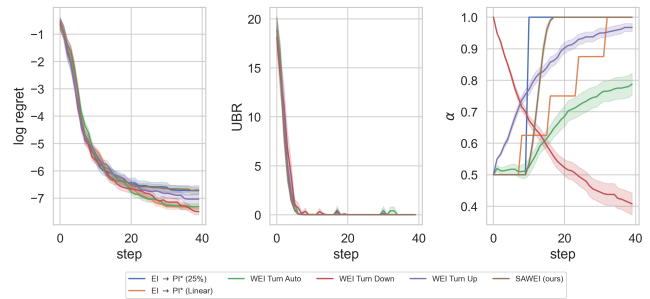 −1
−2
−3
−4
−5
−6
−7
log regret
0
20
40
step
20
15
10
5
0
UBR
0
20
40
step
1.0
0.9
0.8
0.7
0.6
0.5
0.4
α
0
20
40
step
EI → PI* (25%)
EI → PI* (Linear)
WEI Turn Auto
WEI Turn Down
WEI Turn Up
SAWEI (ours)